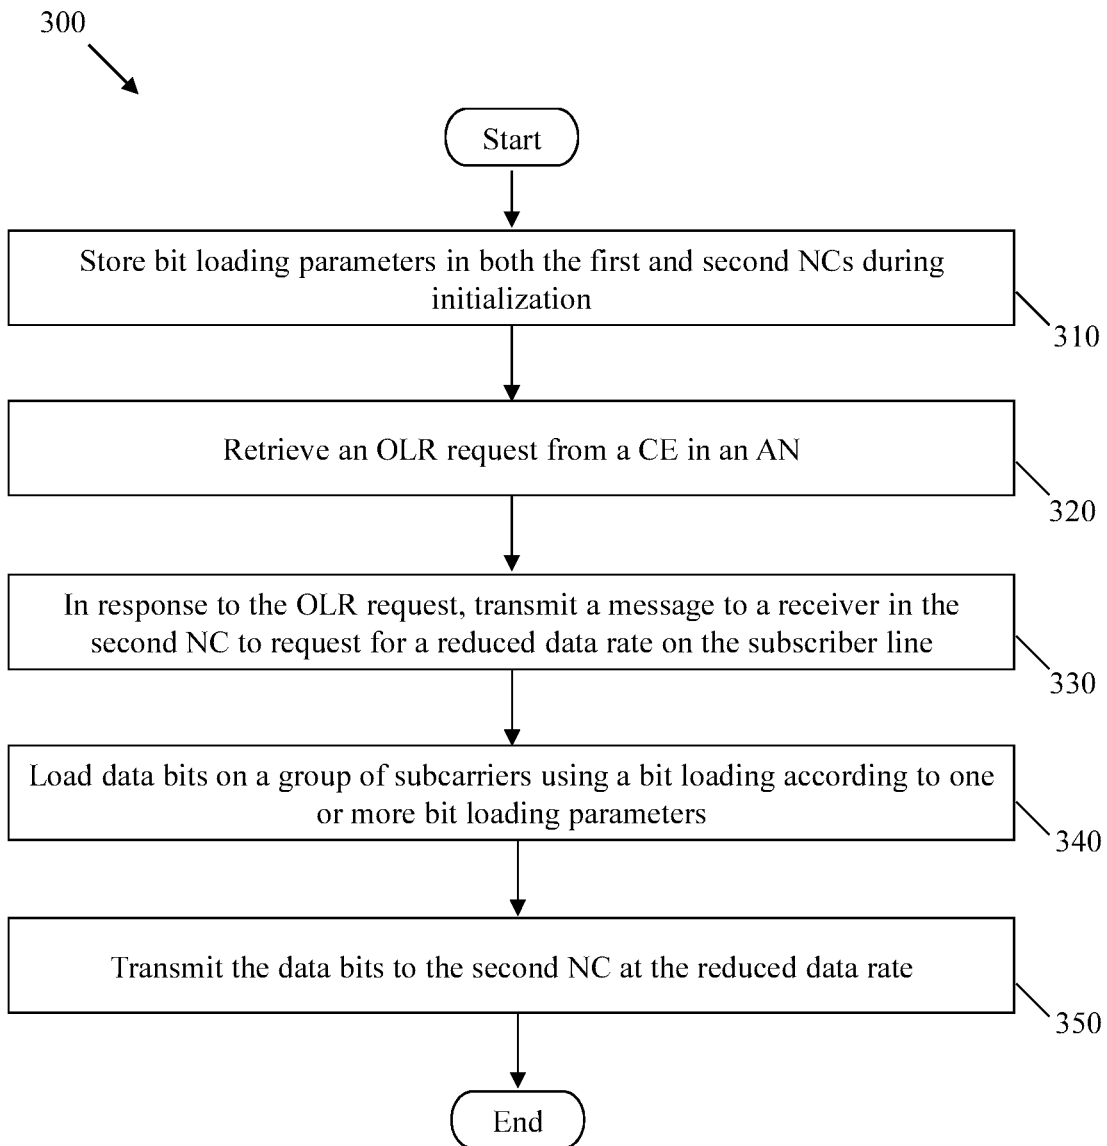 300
Start
Store bit loading parameters in both the first and second NCs during
initialization
310
Retrieve an OLR request from a CE in an AN
320
In response to the OLR request, transmit a message to a receiver in the
second NC to request for a reduced data rate on the subscriber line
330
Load data bits on a group of subcarriers using a bit loading according to one
or more bit loading parameters
340
Transmit the data bits to the second NC at the reduced data rate
350
End